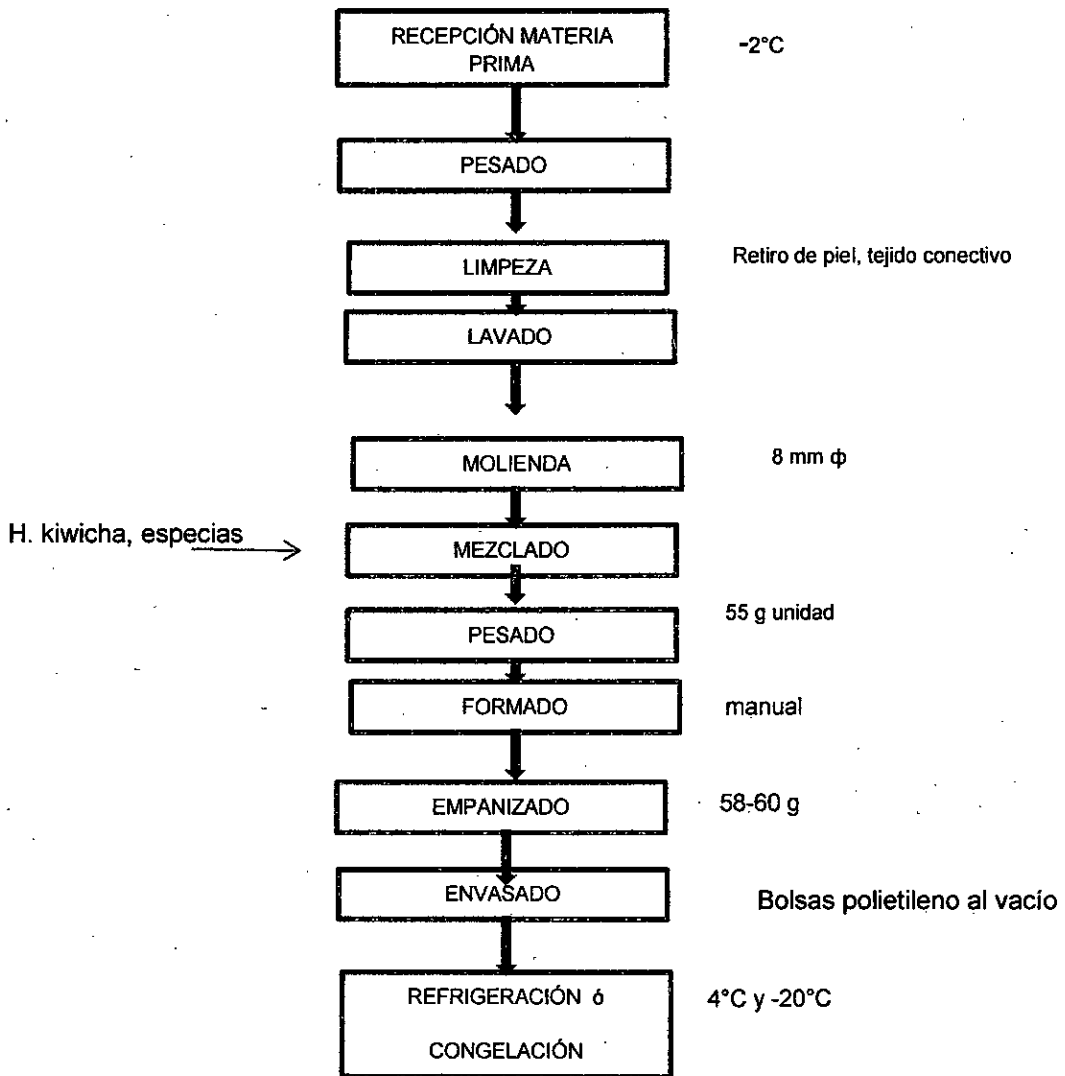 RECEPCIÓN MATERIA
PRIMA
-2°C
PESADO
LIMPEZA
Retiro de piel, tejido conectivo
LAVADO
MOLIENDA
8 mm ф
H. kiwicha, especias
MEZCLADO
PESADO
55 g unidad
FORMADO
manual
EMPANIZADO
58-60 g
ENVASADO
Bolsas polietileno al vacío
REFRIGERACIÓN ó
4°C y -20°C
CONGELACIÓN